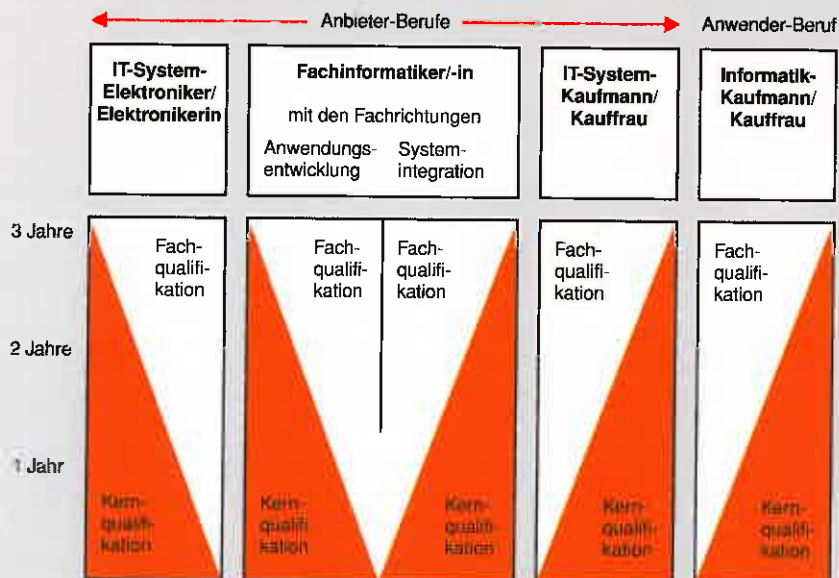 Anbieter-Berufe
Anwender-Beruf
IT-System-
Elektroniker/
Elektronikerin
Fachinformatiker/-in
mit den Fachrichtungen
Anwendungs-
entwicklung
System-
integration
IT-System-
Kaufmann/
Kauffrau
Informatik-
Kaufmann/
Kauffrau
3 Jahre
2 Jahre
1 Jahr
Fach-
qualifi-
kation
Fach-
qualifi-
kation
Fach-
qualifi-
kation
Fach-
qualifi-
kation
Fach-
qualifi-
kation
Kern-
qualifi-
kation
Kern-
qualifi
kation
Kern-
qualifi-
kation
Kern-
qualifi-
kation
Kern-
qualifi-
kation